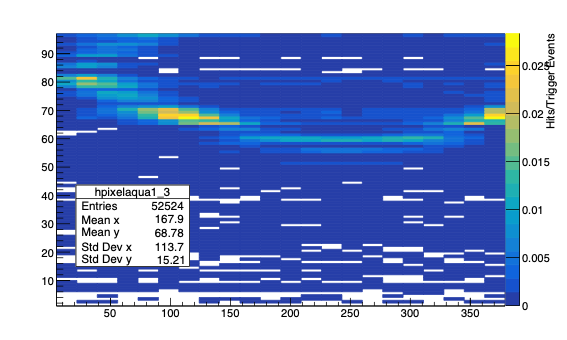 Hits/Trigger Events
90
80
70
60
50
40
30
20
10
hpixelaqua1_3
Entries 52524
Mean x 167.9
Mean y 68.78
Std Dev x 113.7
Std Dev y 15.21
50 100 150 200 250 300 350
0.025
0.02
0.015
0.01
0.005
0